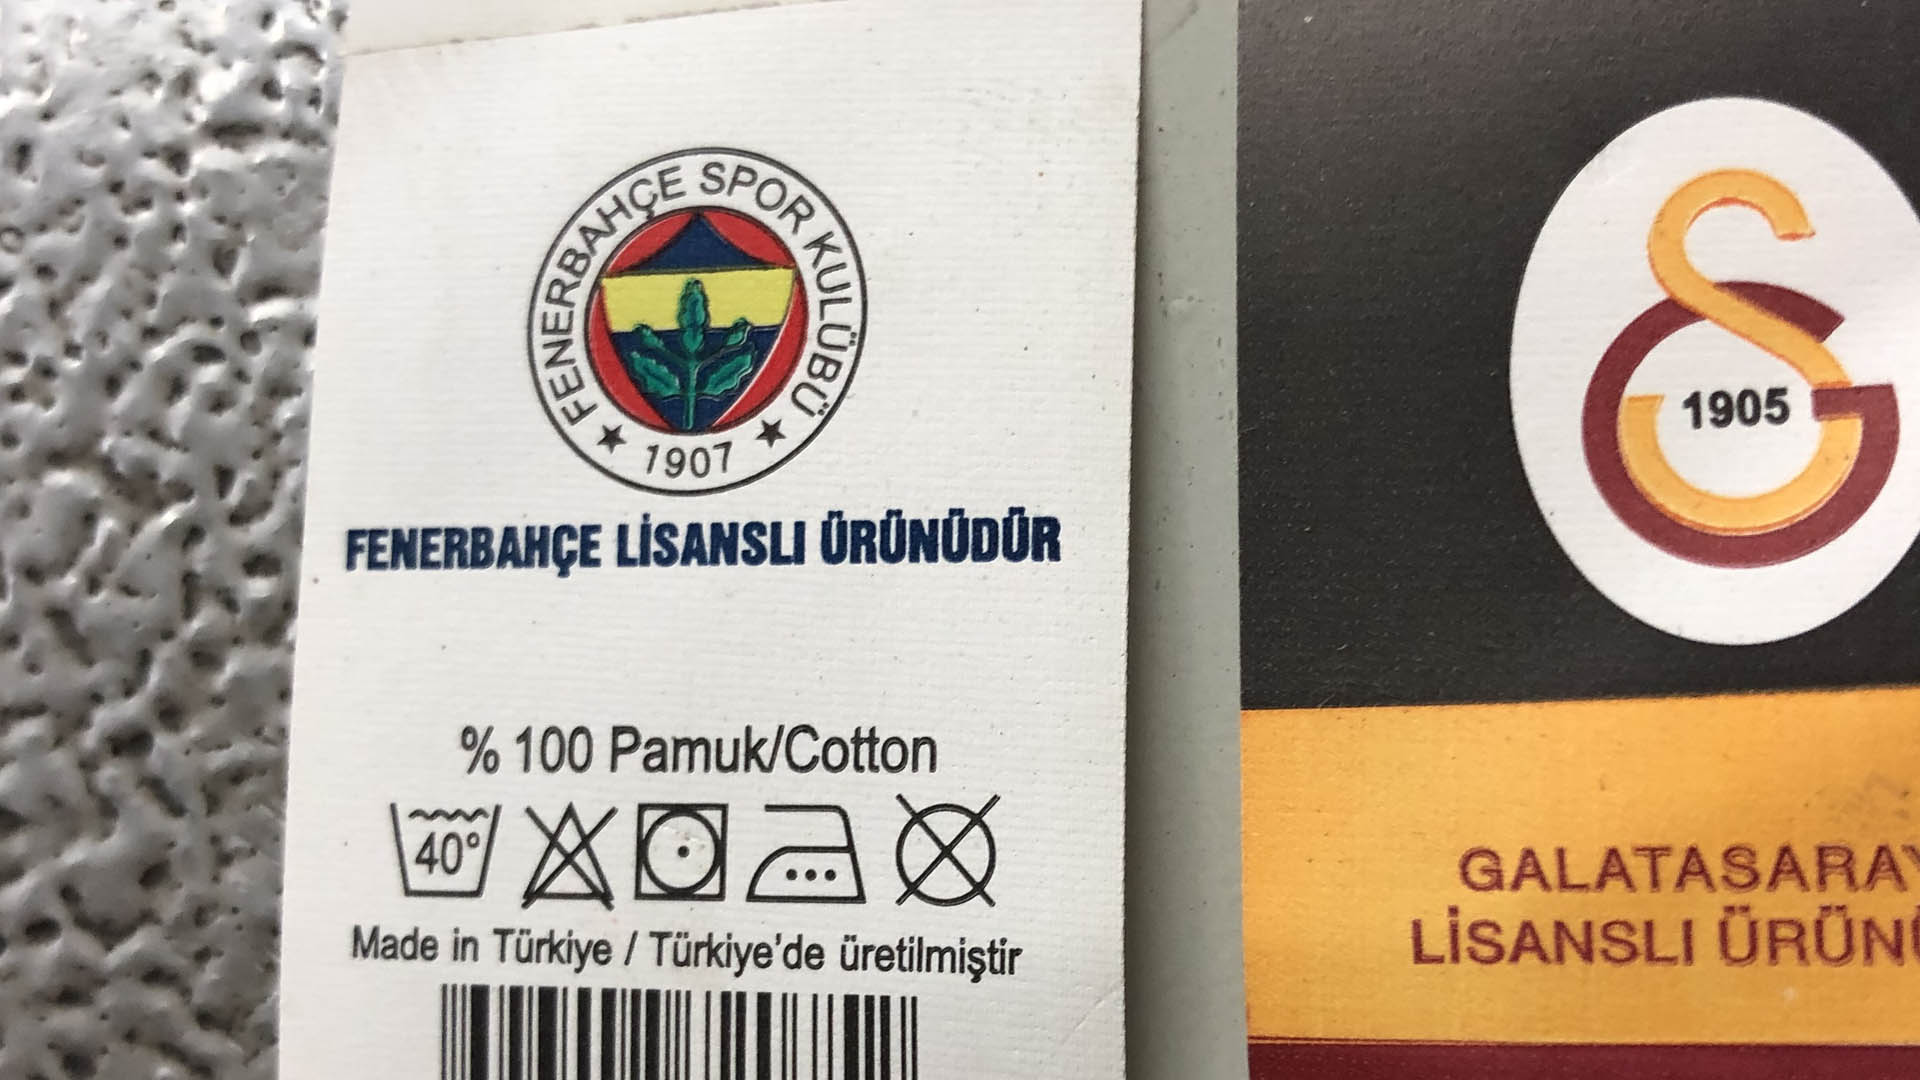 FENERBAHÇE SPOR KULÜBÜ
★ 1907 ★
FENERBAHÇE LİSANSLI ÜRÜNÜDÜR
% 100 Pamuk/Cotton
40°
Made in Türkiye / Türkiye'de üretilmiştir
1905
GALATASARAY
LİSANSLI